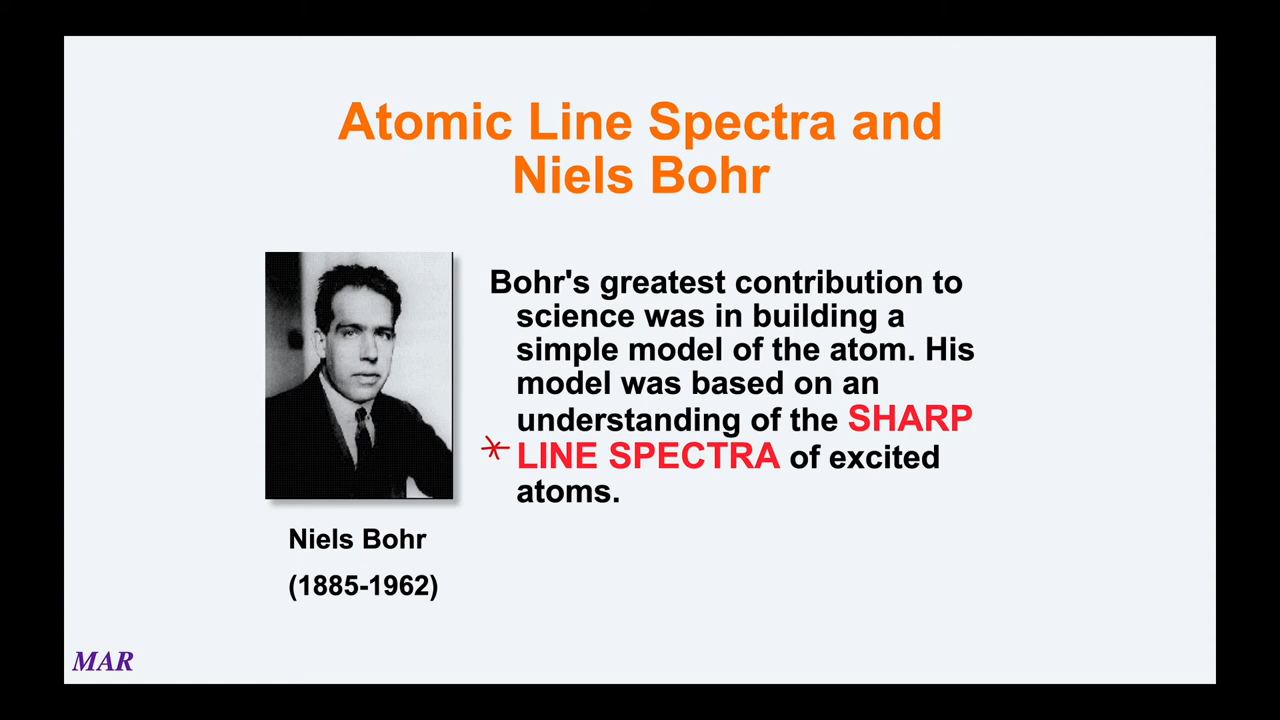 Atomic Line Spectra and
Niels Bohr
Bohr's greatest contribution to
science was in building a
simple model of the atom. His
model was based on an
understanding of the SHARP
* LINE SPECTRA of excited
atoms.
Niels Bohr
(1885-1962)
MAR